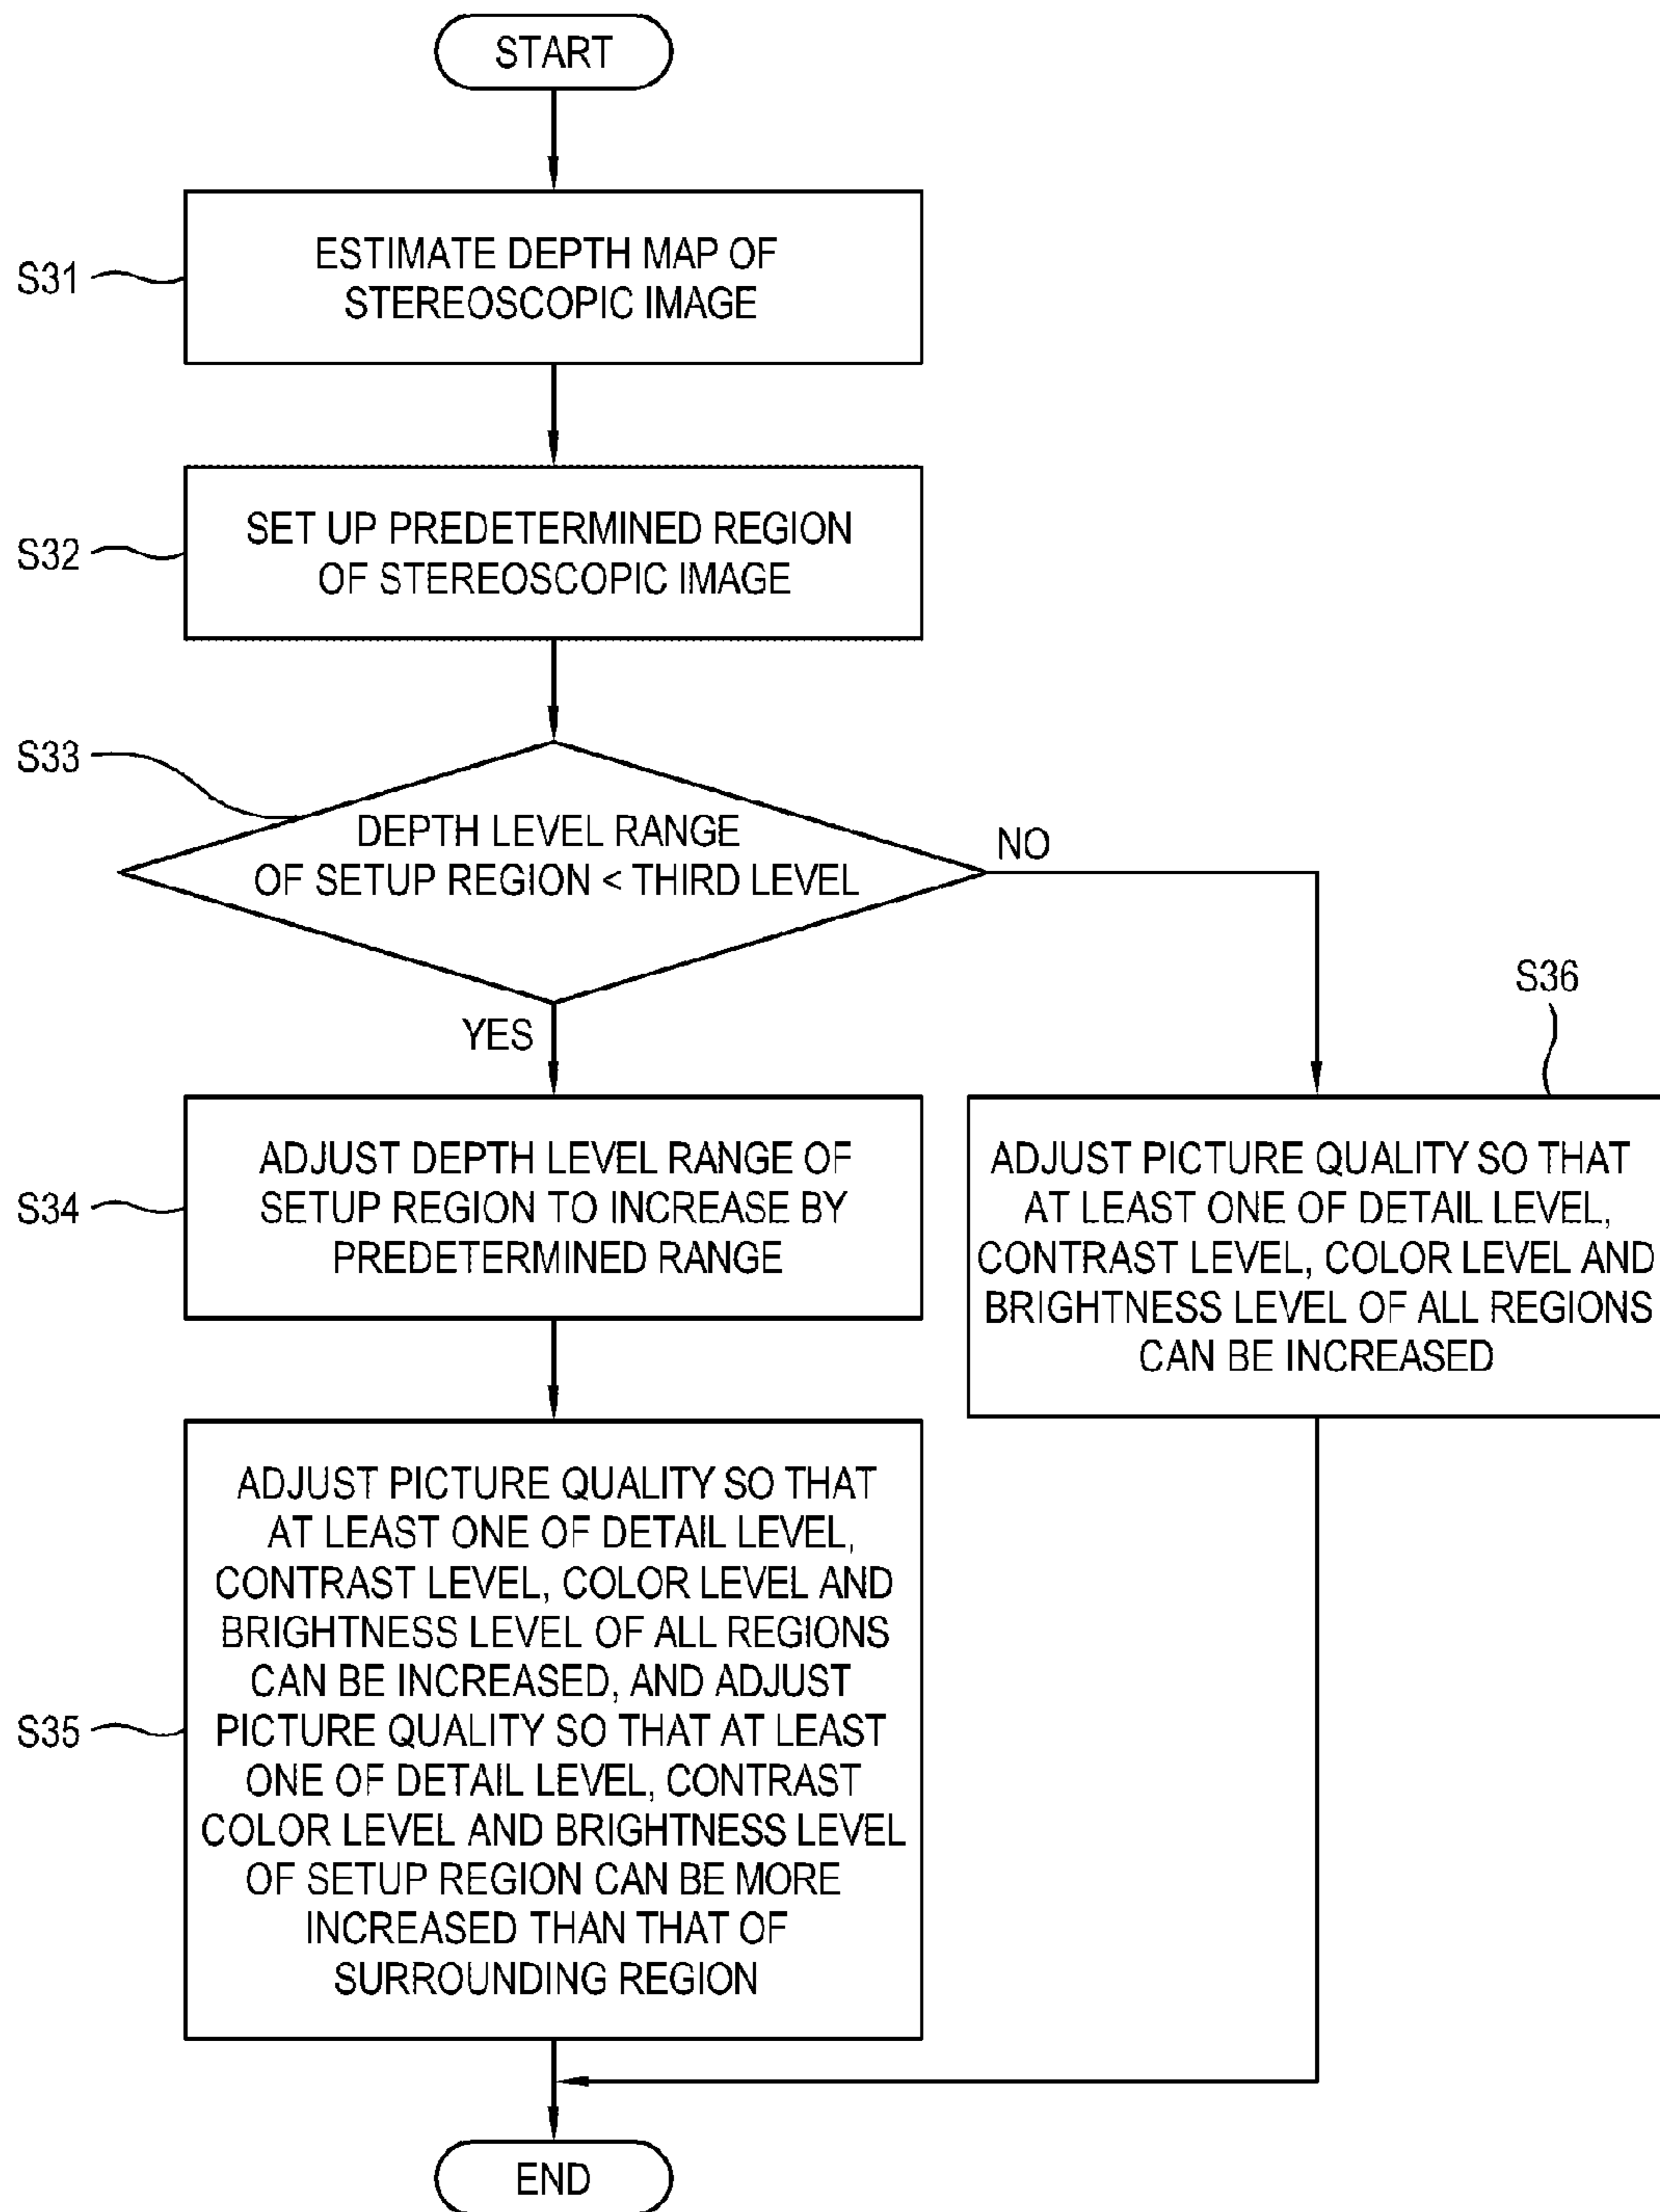 START
S31
ESTIMATE DEPTH MAP OF
STEREOSCOPIC IMAGE
S32
SET UP PREDETERMINED REGION
OF STEREOSCOPIC IMAGE
S33
DEPTH LEVEL RANGE
OF SETUP REGION < THIRD LEVEL
NO
YES
S34
ADJUST DEPTH LEVEL RANGE OF
SETUP REGION TO INCREASE BY
PREDETERMINED RANGE
S36
ADJUST PICTURE QUALITY SO THAT
AT LEAST ONE OF DETAIL LEVEL,
CONTRAST LEVEL, COLOR LEVEL AND
BRIGHTNESS LEVEL OF ALL REGIONS
CAN BE INCREASED
S35
ADJUST PICTURE QUALITY SO THAT
AT LEAST ONE OF DETAIL LEVEL,
CONTRAST LEVEL, COLOR LEVEL AND
BRIGHTNESS LEVEL OF ALL REGIONS
CAN BE INCREASED, AND ADJUST
PICTURE QUALITY SO THAT AT LEAST
ONE OF DETAIL LEVEL, CONTRAST
COLOR LEVEL AND BRIGHTNESS LEVEL
OF SETUP REGION CAN BE MORE
INCREASED THAN THAT OF
SURROUNDING REGION
END